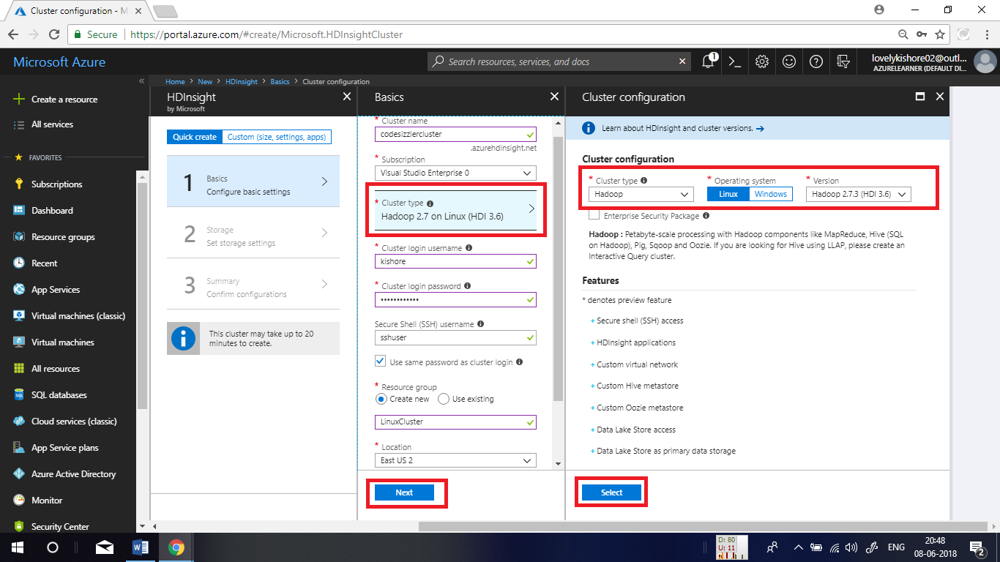 Cluster configuration - M
Secure
https://portal.azure.com/#create/Microsoft.HDInsightCluster
Microsoft Azure
Search resources, services, and docs
1
lovelykishore02@outl...
AZURELEARNER (DEFAULT DI...
Home > New > HDInsight > Basics > Cluster configuration
Create a resource
All services
FAVORITES
Subscriptions
Dashboard
Resource groups
Recent
App Services
Virtual machines (classic)
Virtual machines
All resources
SQL databases
Cloud services (classic)
App Service plans
Azure Active Directory
Monitor
Security Center
HDInsight
by Microsoft
Quick create
Custom (size, settings, apps)
1
Basics
Configure basic settings
2
Storage
Set storage settings
3
Summary
Confirm configurations
This cluster may take up to 20
minutes to create.
Basics
* Cluster name
codesizzlercluster
.azurehdinsight.net
* Subscription
Visual Studio Enterprise 0
* Cluster type
Hadoop 2.7 on Linux (HDI 3.6)
* Cluster login username
kishore
* Cluster login password
••••••••••••
Secure Shell (SSH) username
sshuser
Use same password as cluster login
* Resource group
Create new
Use existing
LinuxCluster
* Location
East US 2
Next
Cluster configuration
Learn about HDInsight and cluster versions.
Cluster configuration
* Cluster type
* Operating system
* Version
Hadoop
Linux
Windows
Hadoop 2.7.3 (HDI 3.6)
Enterprise Security Package
Hadoop : Petabyte-scale processing with Hadoop components like MapReduce, Hive (SQL
on Hadoop), Pig, Sqoop and Oozie. If you are looking for Hive using LLAP, please create an
Interactive Query cluster.
Features
* denotes preview feature
+ Secure shell (SSH) access
+ HDInsight applications
+ Custom virtual network
+ Custom Hive metastore
+ Custom Oozie metastore
+ Data Lake Store access
+ Data Lake Store as primary data storage
Select
D: 80
U: 11
ENG
20:48
08-06-2018
2